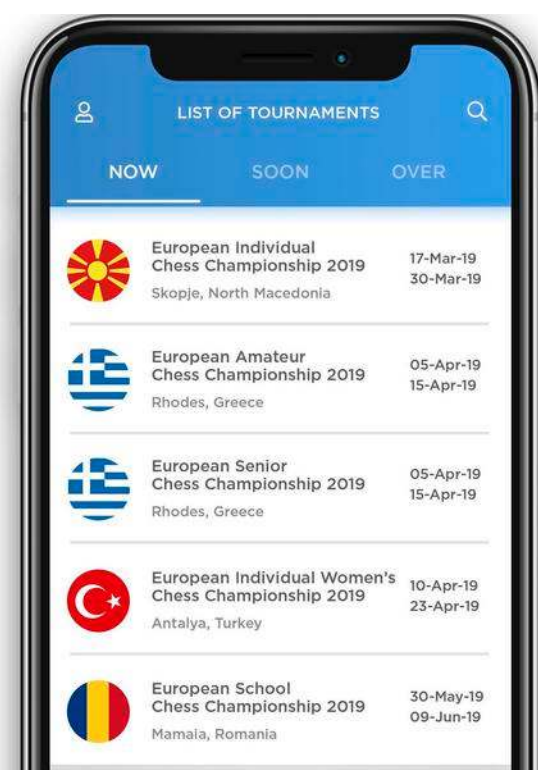 LIST OF TOURNAMENTS
NOW SOON OVER
European Individual
Chess Championship 2019
Skopje, North Macedonia
17-Mar-19
30-Mar-19
European Amateur
Chess Championship 2019
Rhodes, Greece
05-Apr-19
15-Apr-19
European Senior
Chess Championship 2019
Rhodes, Greece
05-Apr-19
15-Apr-19
European Individual Women's
Chess Championship 2019
Antalya, Turkey
10-Apr-19
23-Apr-19
European School
Chess Championship 2019
Mamaia, Romania
30-May-19
09-Jun-19